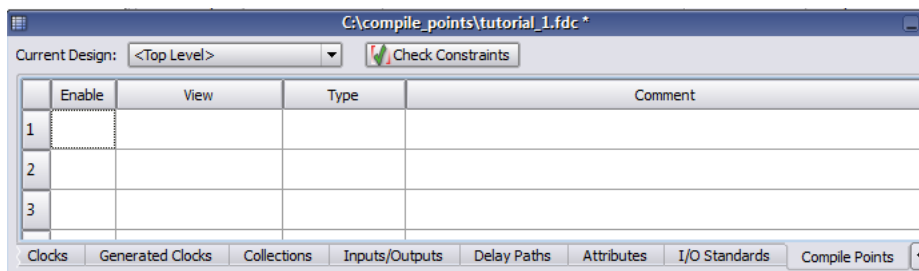 C:\compile_points\tutorial_1.fdc *
Current Design: <Top Level> Check Constraints
Enable View Type Comment
1
2
3
Clocks Generated Clocks Collections Inputs/Outputs Delay Paths Attributes I/O Standards Compile Points